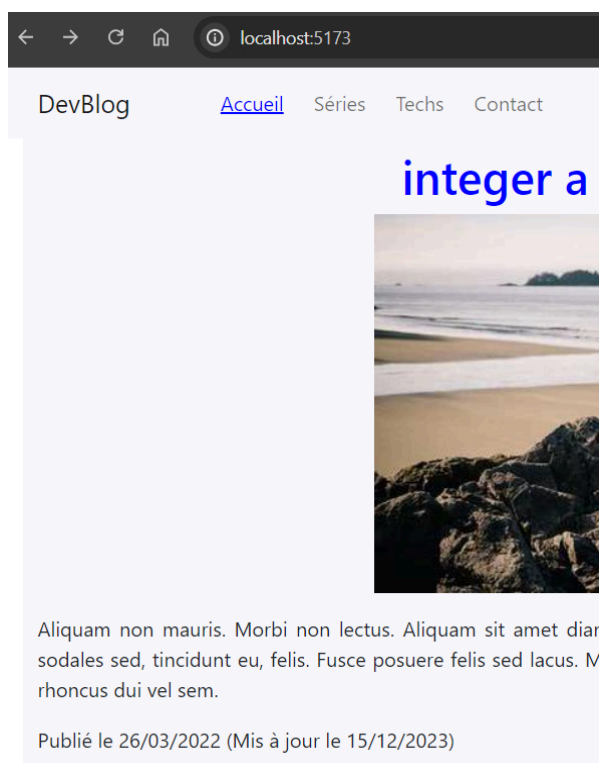 localhost:5173
DevBlog Accueil Séries Techs Contact
integer a
Aliquam non mauris. Morbi non lectus. Aliquam sit amet diam
sodales sed, tincidunt eu, felis. Fusce posuere felis sed lacus. M
rhoncus dui vel sem.
Publié le 26/03/2022 (Mis à jour le 15/12/2023)